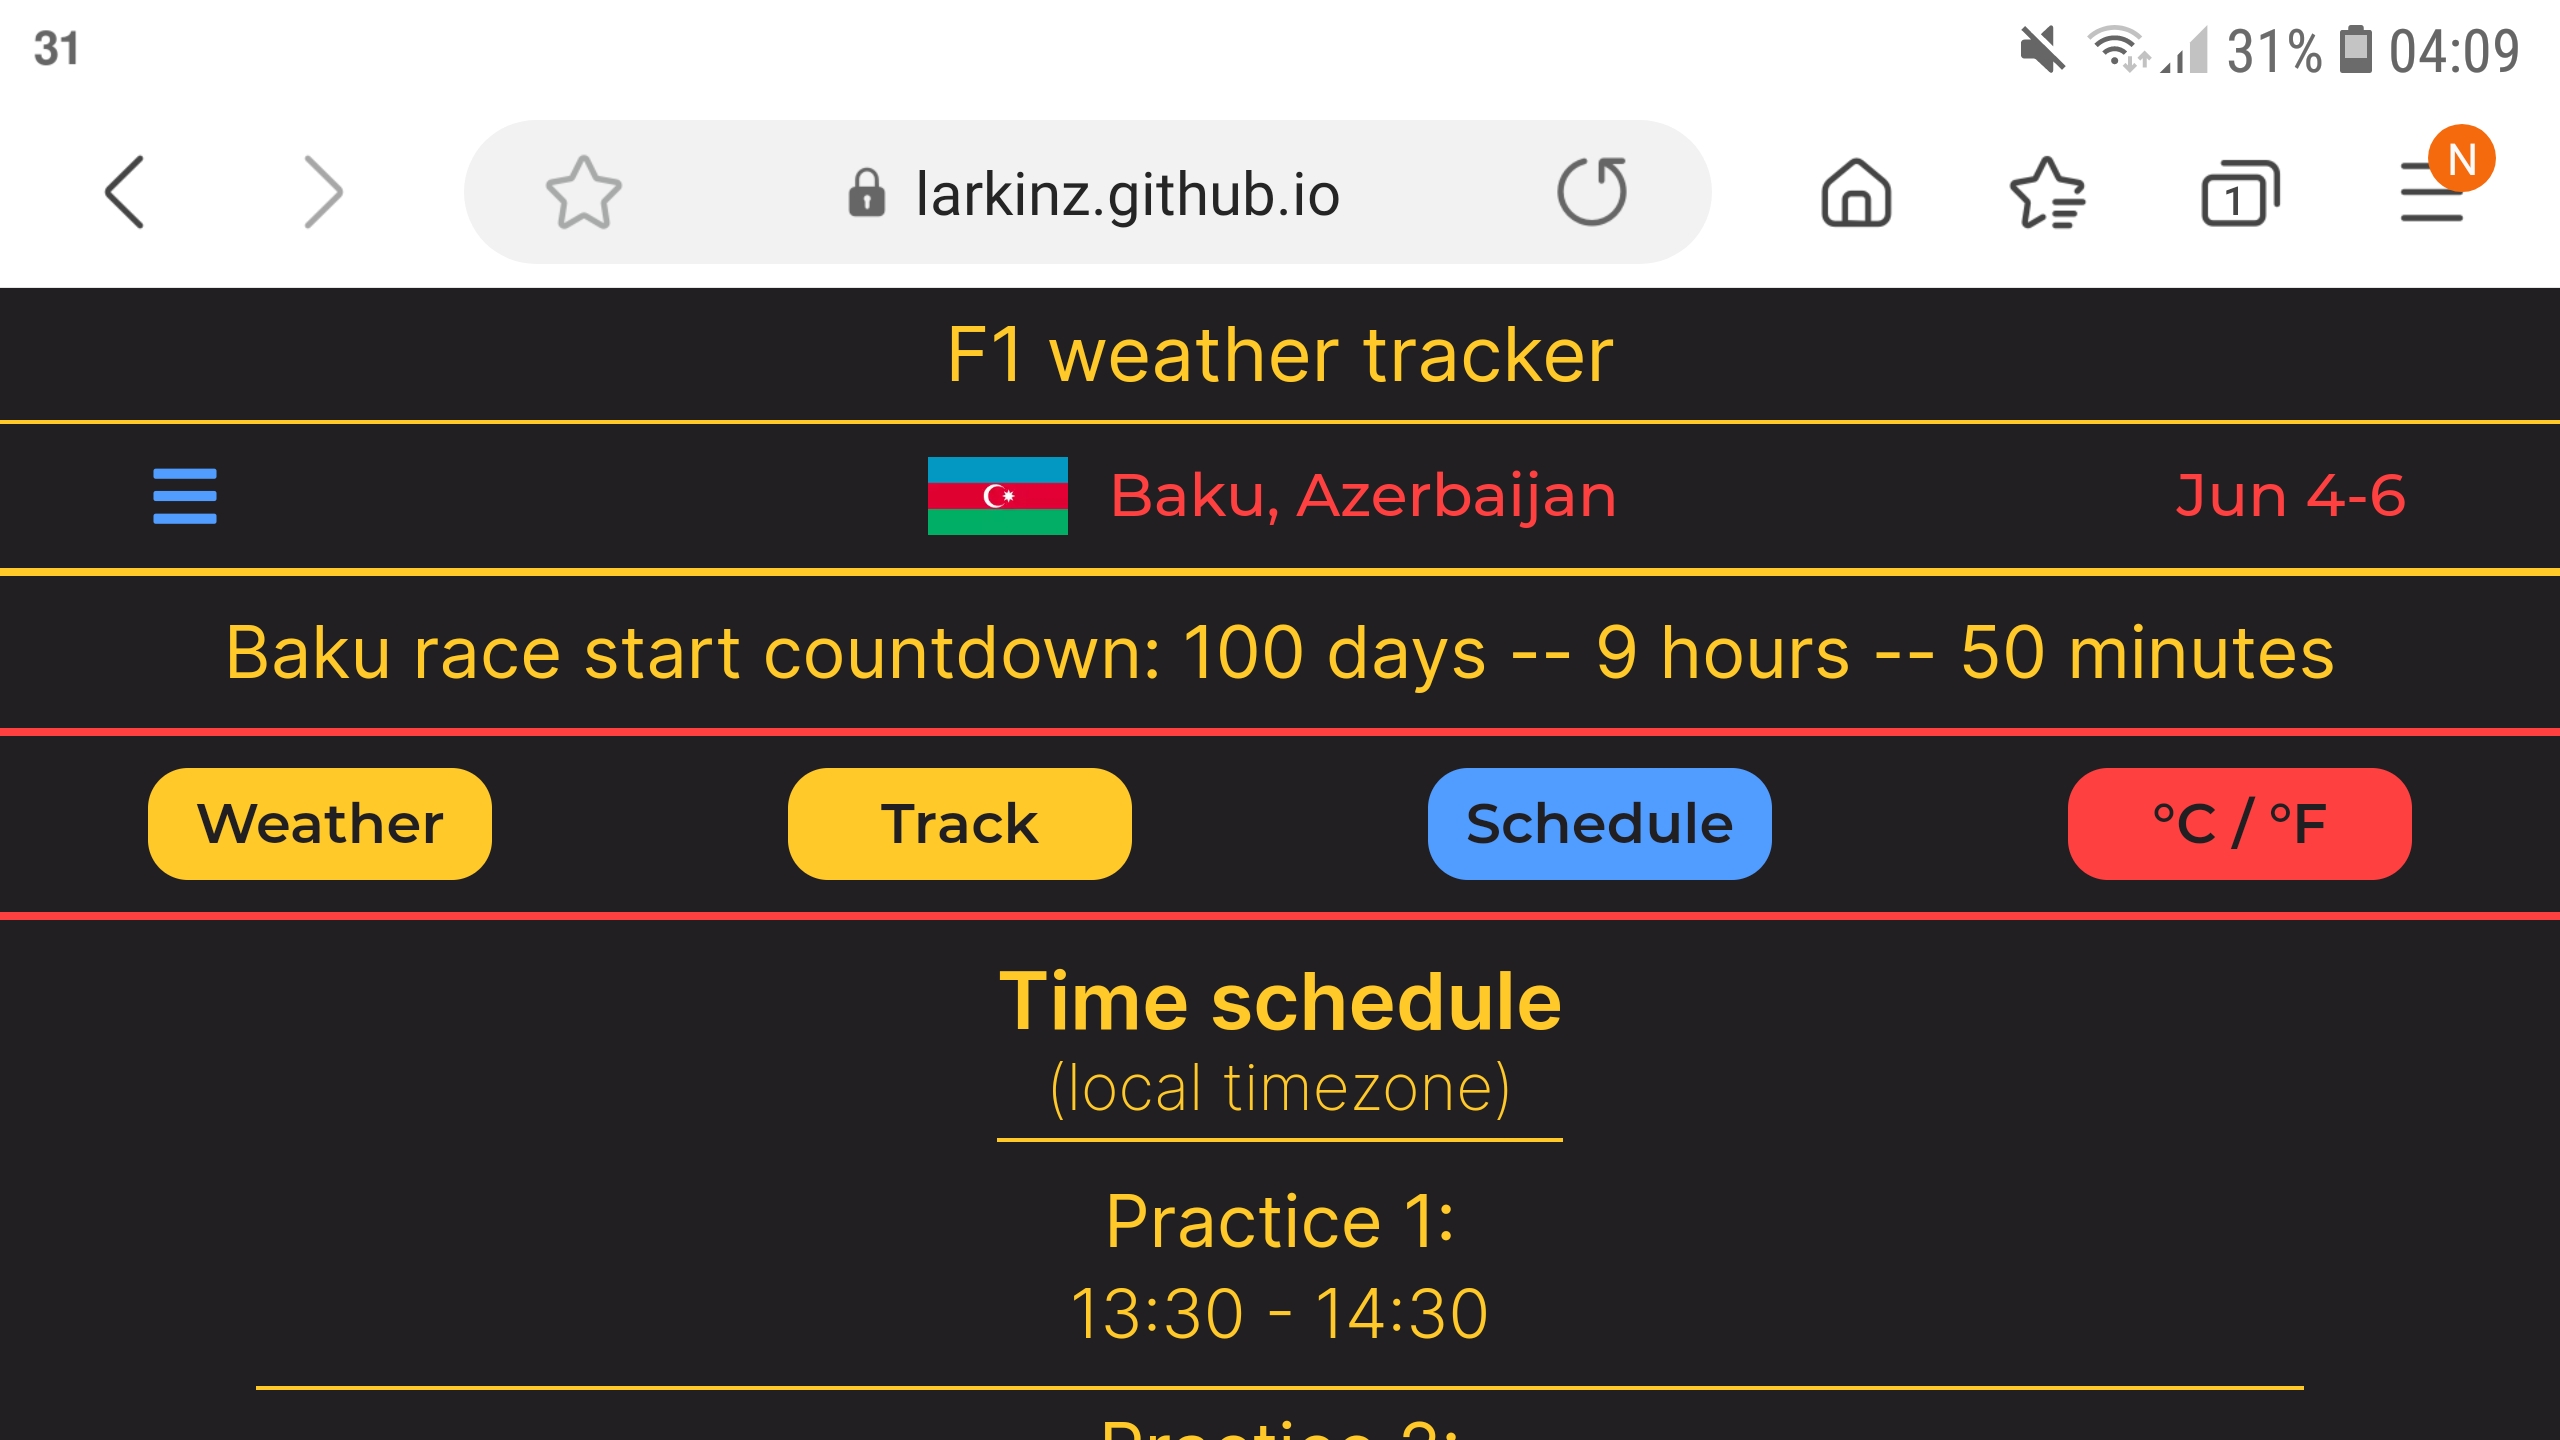 31
31% 04:09
larkinz.github.io
1
N
F1 weather tracker
Baku, Azerbaijan
Jun 4-6
Baku race start countdown: 100 days -- 9 hours -- 50 minutes
Weather
Track
Schedule
°C / °F
Time schedule
(local timezone)
Practice 1:
13:30 - 14:30
Practice 2: